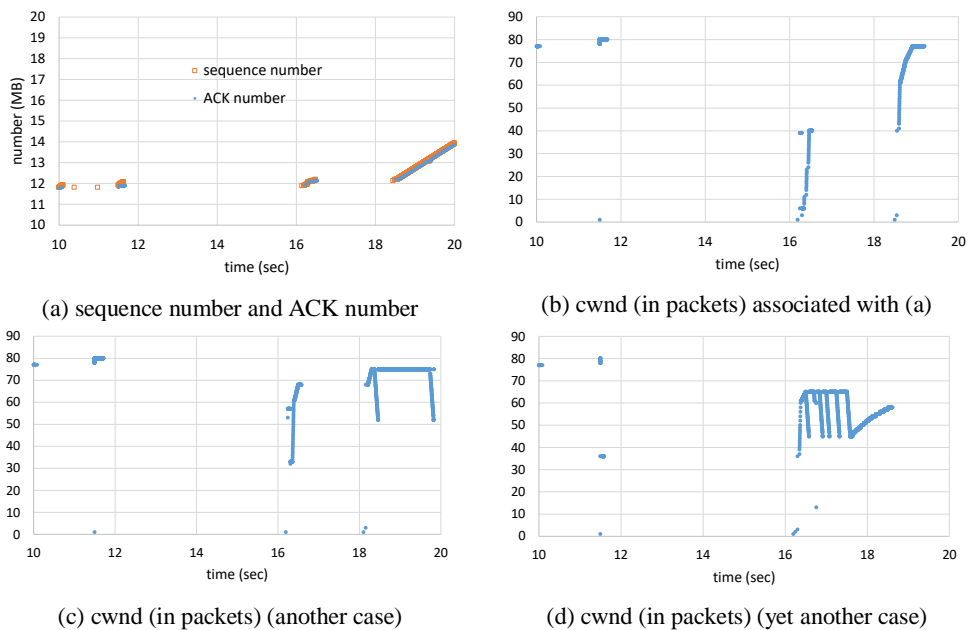 20
19
18
17
16
15
14
13
12
11
10
number (MB)
sequence number
ACK number
10 12 14 16 18 20
time (sec)
(a) sequence number and ACK number
90
80
70
60
50
40
30
20
10
0
10 12 14 16 18 20
time (sec)
(b) cwnd (in packets) associated with (a)
90
80
70
60
50
40
30
20
10
0
10 12 14 16 18 20
time (sec)
(c) cwnd (in packets) (another case)
90
80
70
60
50
40
30
20
10
0
10 12 14 16 18 20
time (sec)
(d) cwnd (in packets) (yet another case)